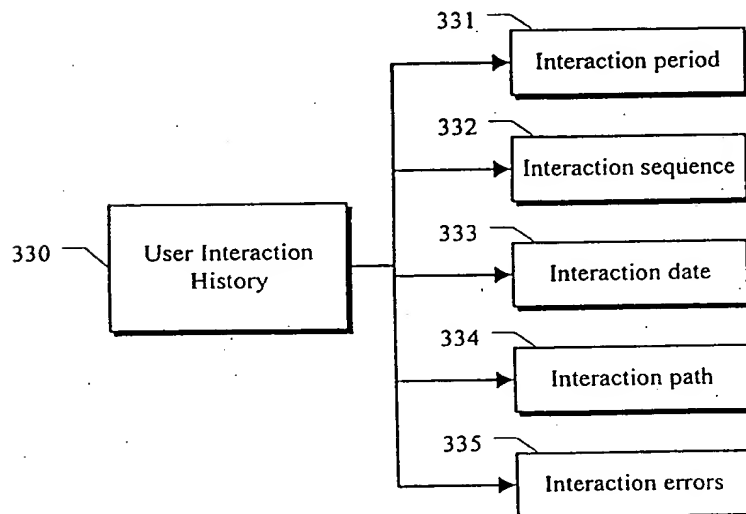 331
Interaction period
332
Interaction sequence
330
User Interaction
History
333
Interaction date
334
Interaction path
335
Interaction errors